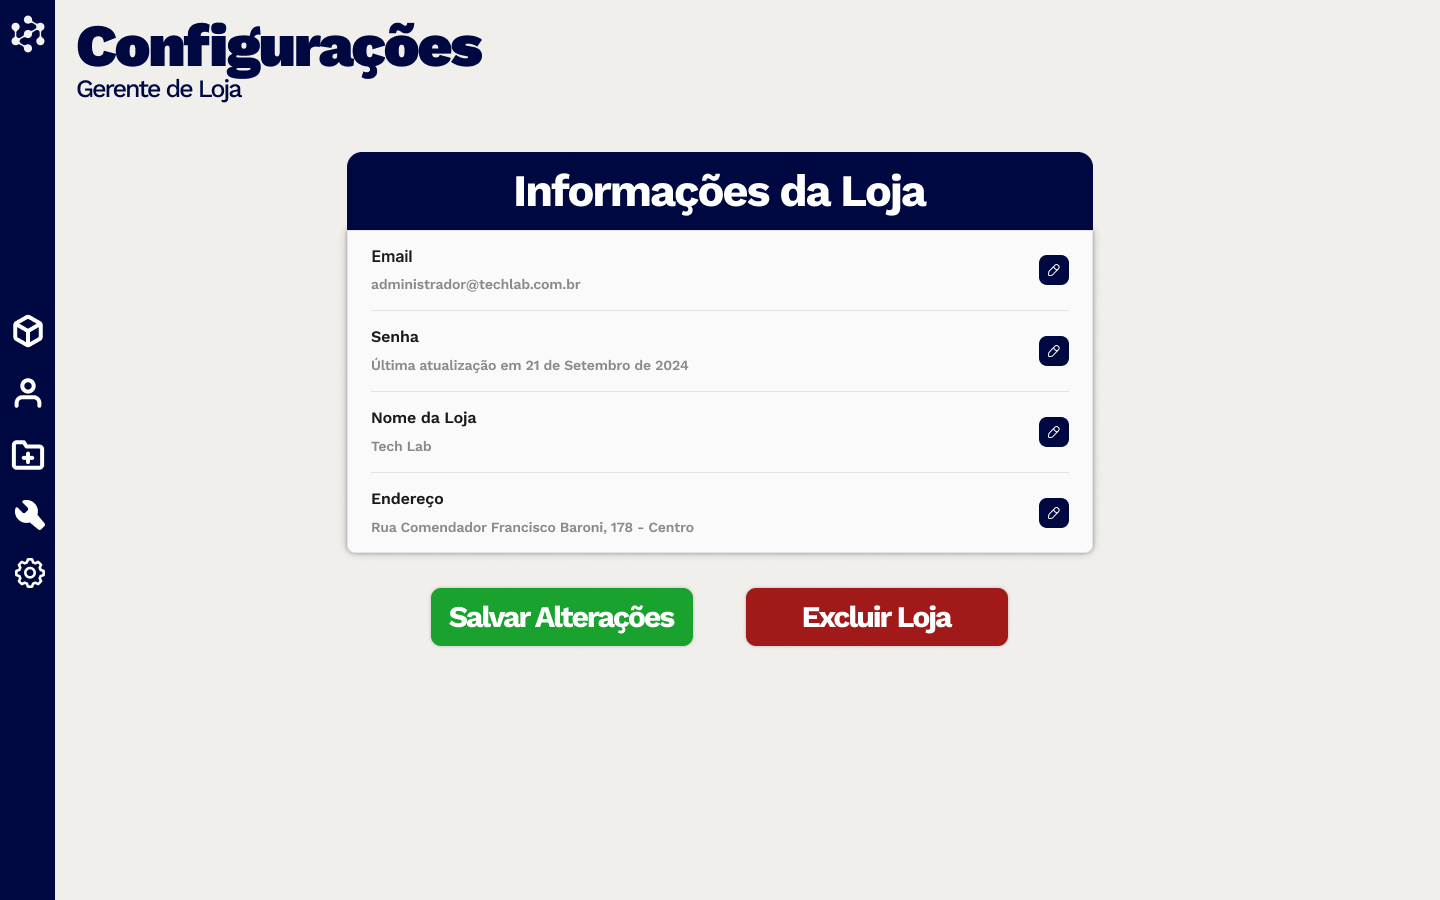 Configurações
Gerente de Loja
Informações da Loja
Email
administrador@techlab.com.br
Senha
Última atualização em 21 de Setembro de 2024
Nome da Loja
Tech Lab
Endereço
Rua Comendador Francisco Baroni, 178 - Centro
Salvar Alterações
Excluir Loja